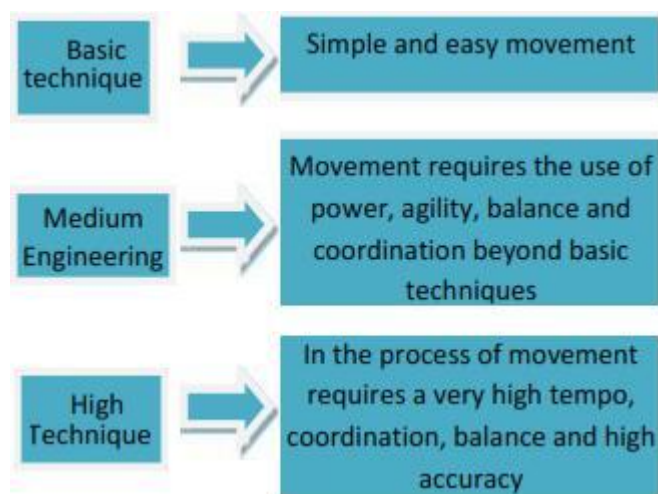 Basic
technique
Simple and easy movement
Medium
Engineering
Movement requires the use of
power, agility, balance and
coordination beyond basic
techniques
High
Technique
In the process of movement
requires a very high tempo,
coordination, balance and high
accuracy